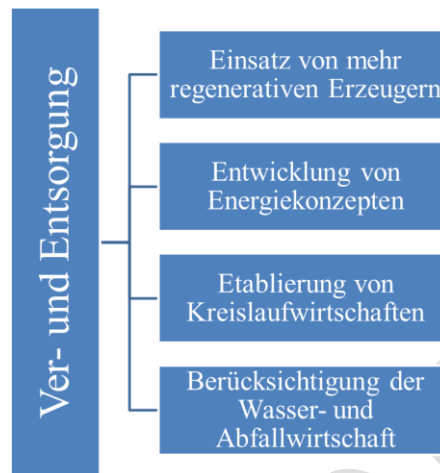 Ver- und Entsorgung
Einsatz von mehr
regenerativen Erzeugern
Entwicklung von
Energiekonzepten
Etablierung von
Kreislaufwirtschaften
Berücksichtigung der
Wasser- und
Abfallwirtschaft